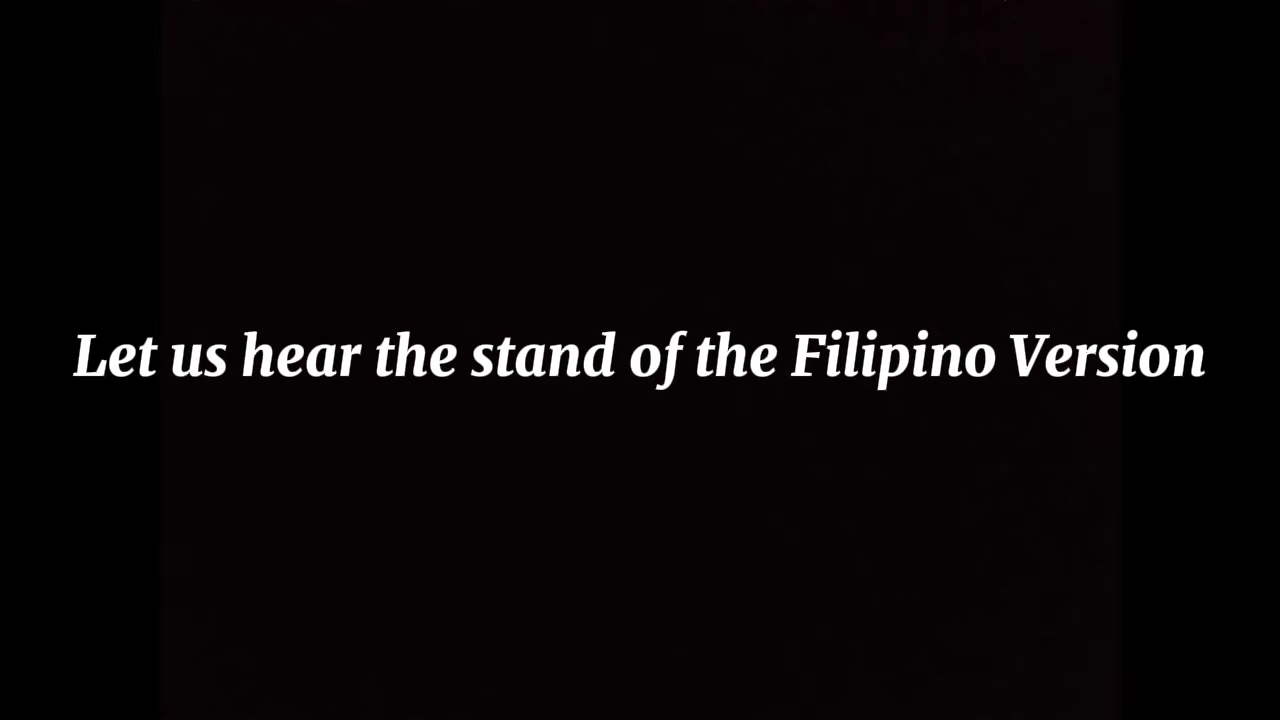 Let us hear the stand of the Filipino Version